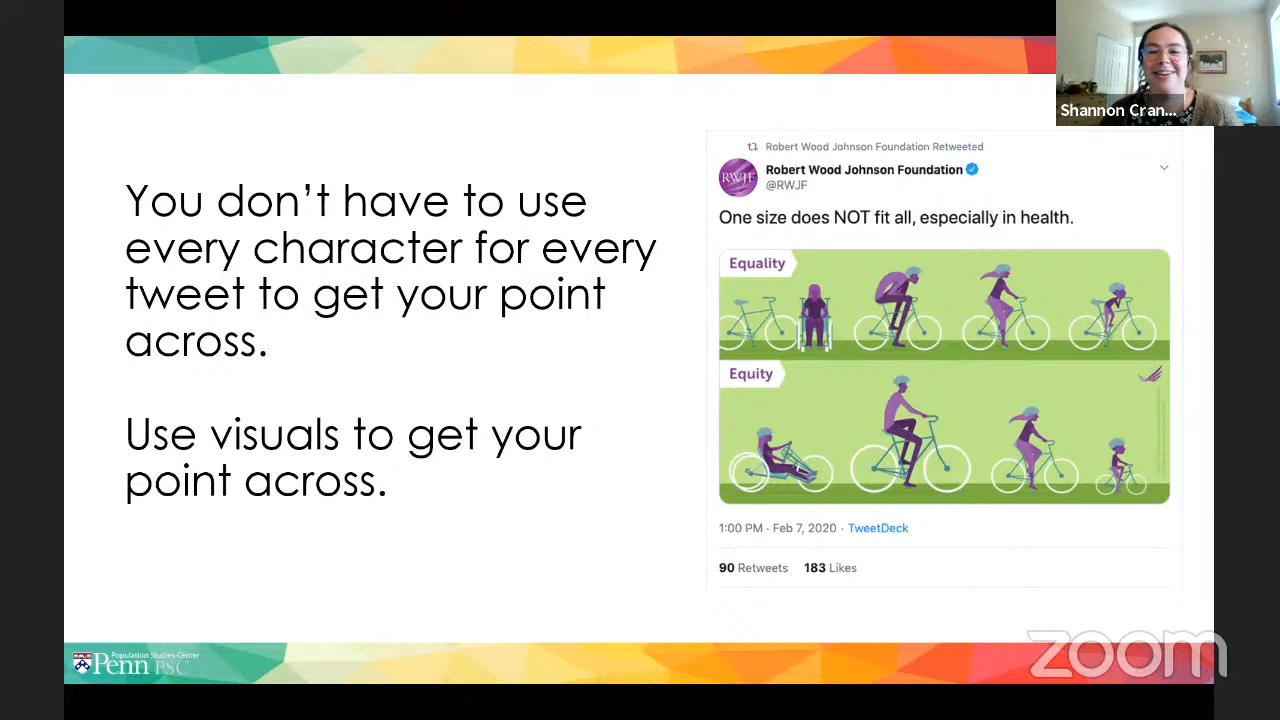 Shannon Cran...
You don’t have to use
every character for every
tweet to get your point
across.
Use visuals to get your
point across.
Robert Wood Johnson Foundation Retweeted
RWJF
Robert Wood Johnson Foundation
@RWJF
One size does NOT fit all, especially in health.
Equality
Equity
1:00 PM · Feb 7, 2020 · TweetDeck
90 Retweets 183 Likes
Population Studies Center
Penn PSC
zoom